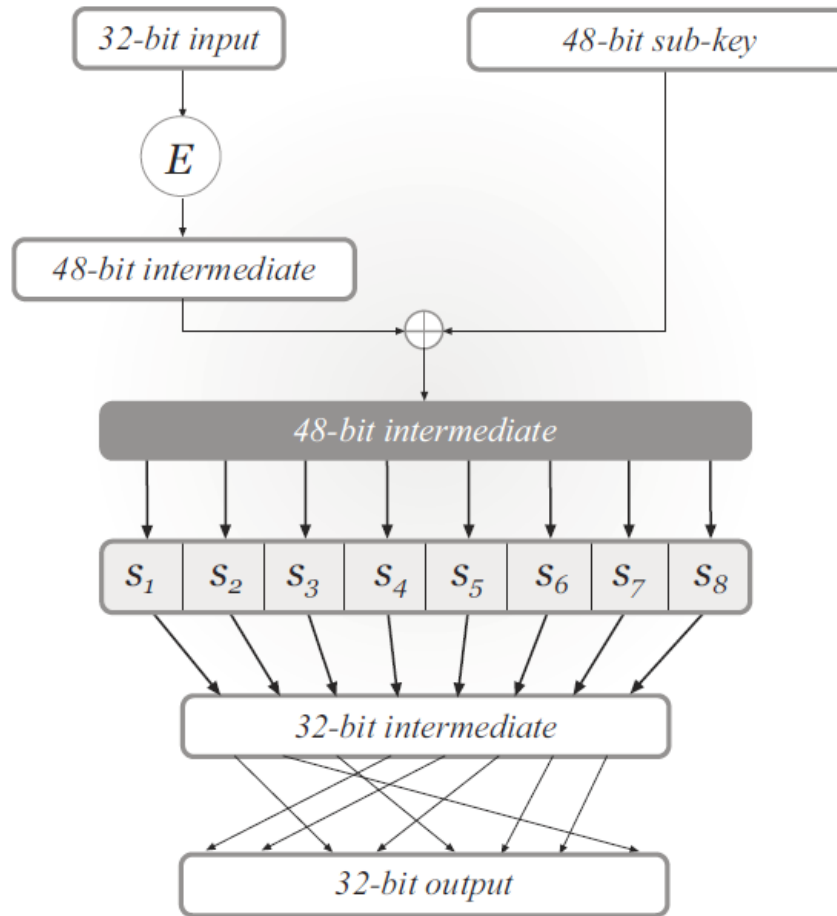 32-bit input
48-bit sub-key
E
48-bit intermediate
48-bit intermediate
S₁ S₂ S₃ S₄ S₅ S₆ S₇ S₈
32-bit intermediate
32-bit output